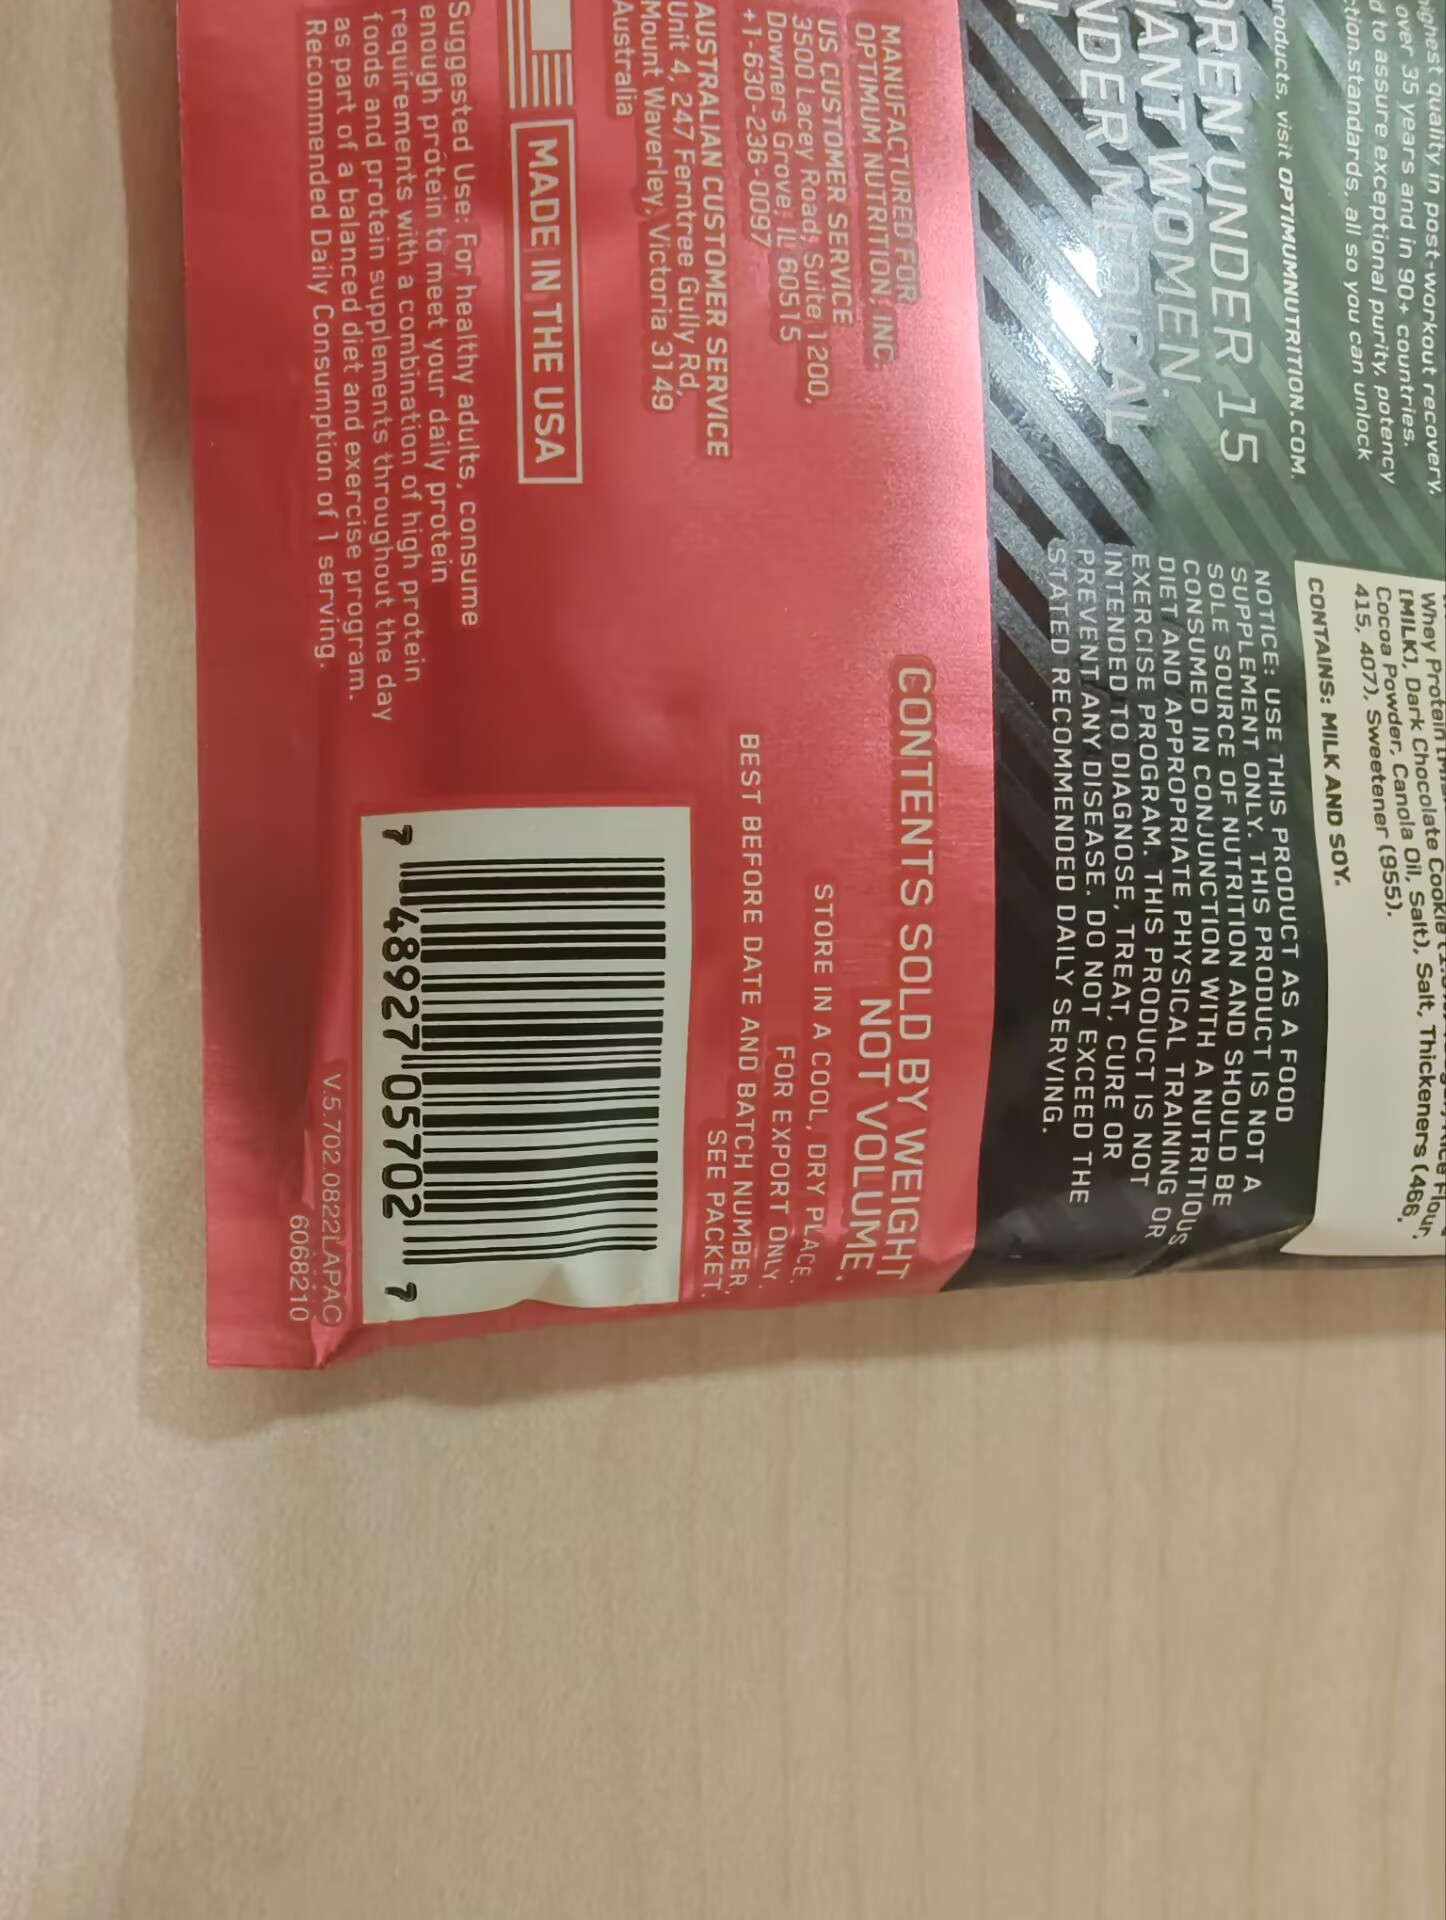 highest quality in post-workout recovery,
over 35 years and in 90+ countries.
to assure exceptional purity, potency
standards, all so you can unlock
products, visit OPTIMUMNUTRITION.COM.
UNDER 15
WOMEN.
MEDICAL
Whey Protein
[MILK], Dark Chocolate Cookie
Cocoa Powder, Canola Oil, Salt), Salt, Thickeners (466,
415, 407), Sweetener (955).
CONTAINS: MILK AND SOY.
NOTICE: USE THIS PRODUCT AS A FOOD
SUPPLEMENT ONLY. THIS PRODUCT IS NOT A
SOLE SOURCE OF NUTRITION AND SHOULD BE
CONSUMED IN CONJUNCTION WITH A NUTRITIOUS
DIET AND APPROPRIATE PHYSICAL TRAINING OR
EXERCISE PROGRAM. THIS PRODUCT IS NOT
INTENDED TO DIAGNOSE, TREAT, CURE OR
PREVENT ANY DISEASE. DO NOT EXCEED THE
STATED RECOMMENDED DAILY SERVING.
MANUFACTURED FOR
OPTIMUM NUTRITION, INC.
US CUSTOMER SERVICE
3500 Lacey Road, Suite 1200,
Downers Grove, IL 60515
+1-630-236-0097
AUSTRALIAN CUSTOMER SERVICE
Unit 4, 247 Ferntree Gully Rd,
Mount Waverley, Victoria 3149
Australia
MADE IN THE USA
Suggested Use: For healthy adults, consume
enough protein to meet your daily protein
requirements with a combination of high protein
foods and protein supplements throughout the day
as part of a balanced diet and exercise program.
Recommended Daily Consumption of 1 serving.
CONTENTS SOLD BY WEIGHT
NOT VOLUME.
STORE IN A COOL, DRY PLACE.
FOR EXPORT ONLY.
BEST BEFORE DATE AND BATCH NUMBER,
SEE PACKET.
7 48927 05702 7
V.5.702.0822LAPAC
6068210